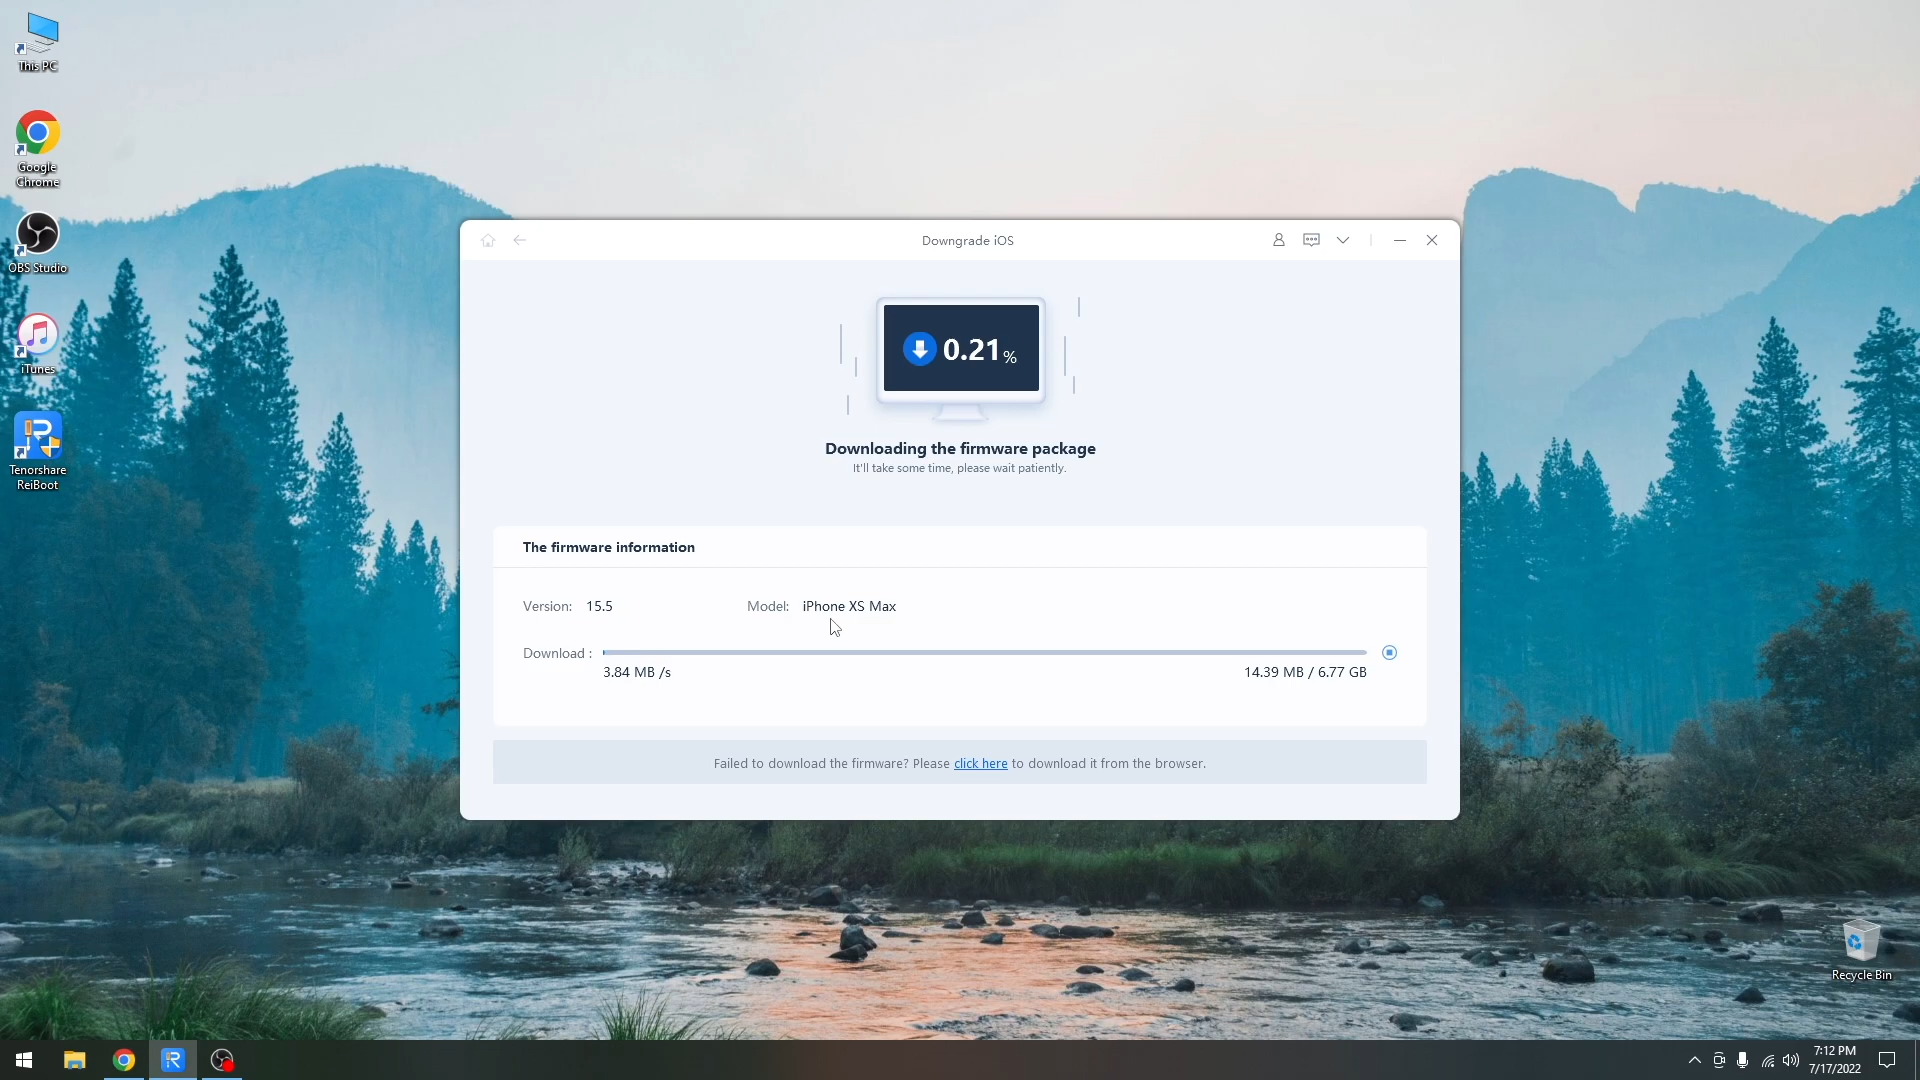 This PC
Google
Chrome
OBS Studio
iTunes
Tenorshare
ReiBoot
Downgrade iOS
0.21 %
Downloading the firmware package
It'll take some time, please wait patiently.
The firmware information
Version: 15.5 Model: iPhone XS Max
Download :
3.84 MB /s 14.39 MB / 6.77 GB
Failed to download the firmware? Please click here to download it from the browser.
Recycle Bin
7:12 PM
7/17/2022